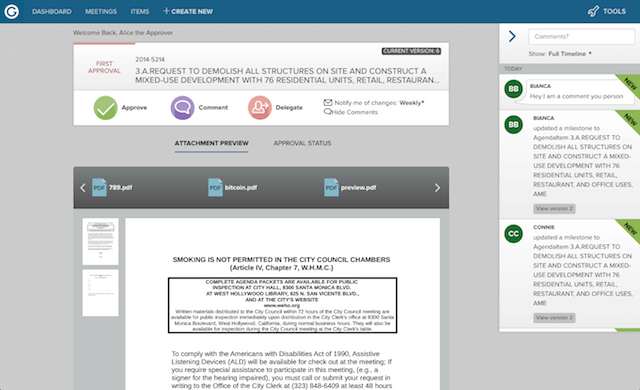 G DASHBOARD MEETINGS ITEMS + CREATE NEW TOOLS
Welcome Back, Alice the Approver
CURRENT VERSION: 6
FIRST
APPROVAL
2014-5214
3.A.REQUEST TO DEMOLISH ALL STRUCTURES ON SITE AND CONSTRUCT A
MIXED-USE DEVELOPMENT WITH 76 RESIDENTIAL UNITS, RETAIL, RESTAURAN...
Approve
Comment
Delegate
Notify me of changes: Weekly
Hide Comments
ATTACHMENT PREVIEW APPROVAL STATUS
PDF 789.pdf
PDF bitcoin.pdf
PDF preview.pdf
SMOKING IS NOT PERMITTED IN THE CITY COUNCIL CHAMBERS
(Article IV, Chapter 7, W.H.M.C.)
COMPLETE AGENDA PACKETS ARE AVAILABLE FOR PUBLIC
INSPECTION AT CITY HALL, 8300 SANTA MONICA BLVD.
AT WEST HOLLYWOOD LIBRARY, 625 N. SAN VICENTE BLVD.,
AND AT THE CITY'S WEBSITE
www.weho.org
Written materials distributed to the City Council within 72 hours of the City Council meeting are
available for public inspection immediately upon distribution in the City Clerk's office at 8300 Santa
Monica Boulevard, West Hollywood, California, during normal business hours. They will also be
available for inspection during the City Council meeting at the City Clerk's table.
To comply with the Americans with Disabilities Act of 1990, Assistive
Listening Devices (ALD) will be available for check out at the meeting; If
you require special assistance to participate in this meeting, (e.g., a
signer for the hearing impaired), you must call or submit your request in
writing to the Office of the City Clerk at (323) 848-6409 at least 48 hours
Comments?
Show: Full Timeline
TODAY
NEW
BB
BIANCA
Hey I am a comment you person
NEW
BB
BIANCA
updated a milestone to
AgendaItem 3.A.REQUEST TO
DEMOLISH ALL STRUCTURES ON
SITE AND CONSTRUCT A MIXED-
USE DEVELOPMENT WITH 76
RESIDENTIAL UNITS, RETAIL,
RESTAURANT, AND OFFICE USES,
AME
View version 2
NEW
CC
CONNIE
updated a milestone to
AgendaItem 3.A.REQUEST TO
DEMOLISH ALL STRUCTURES ON
SITE AND CONSTRUCT A MIXED-
USE DEVELOPMENT WITH 76
RESIDENTIAL UNITS, RETAIL,
RESTAURANT, AND OFFICE USES,
AME
View version 2